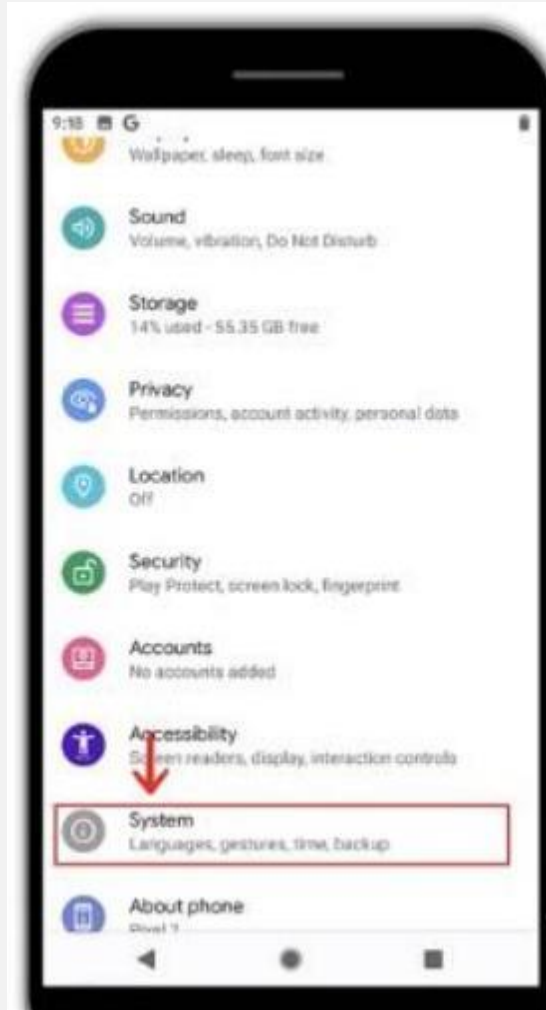 9:18 G
Wallpaper, sleep, font size
Sound
Volume, vibration, Do Not Disturb
Storage
14% used - 55.35 GB free
Privacy
Permissions, account activity, personal data
Location
Off
Security
Play Protect, screen lock, fingerprint
Accounts
No accounts added
Accessibility
Screen readers, display, interaction controls
System
Languages, gestures, time, backup
About phone
Pixel 2